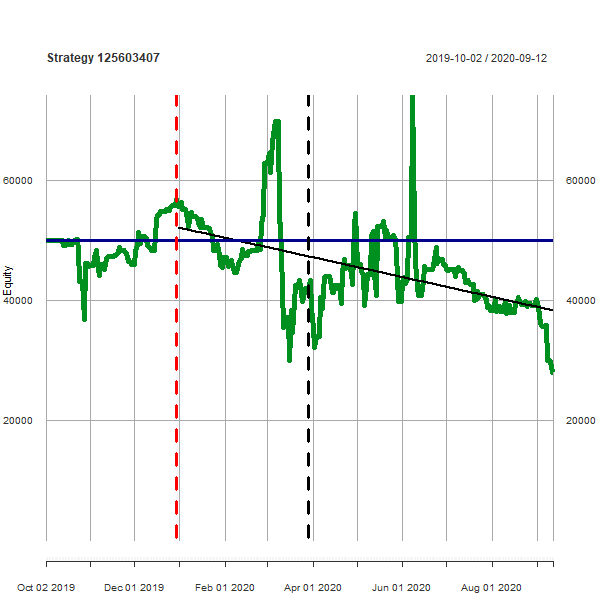 Strategy 125603407
2019-10-02 / 2020-09-12
60000
60000
Equity
40000
40000
20000
20000
Oct 02 2019
Dec 01 2019
Feb 01 2020
Apr 01 2020
Jun 01 2020
Aug 01 2020